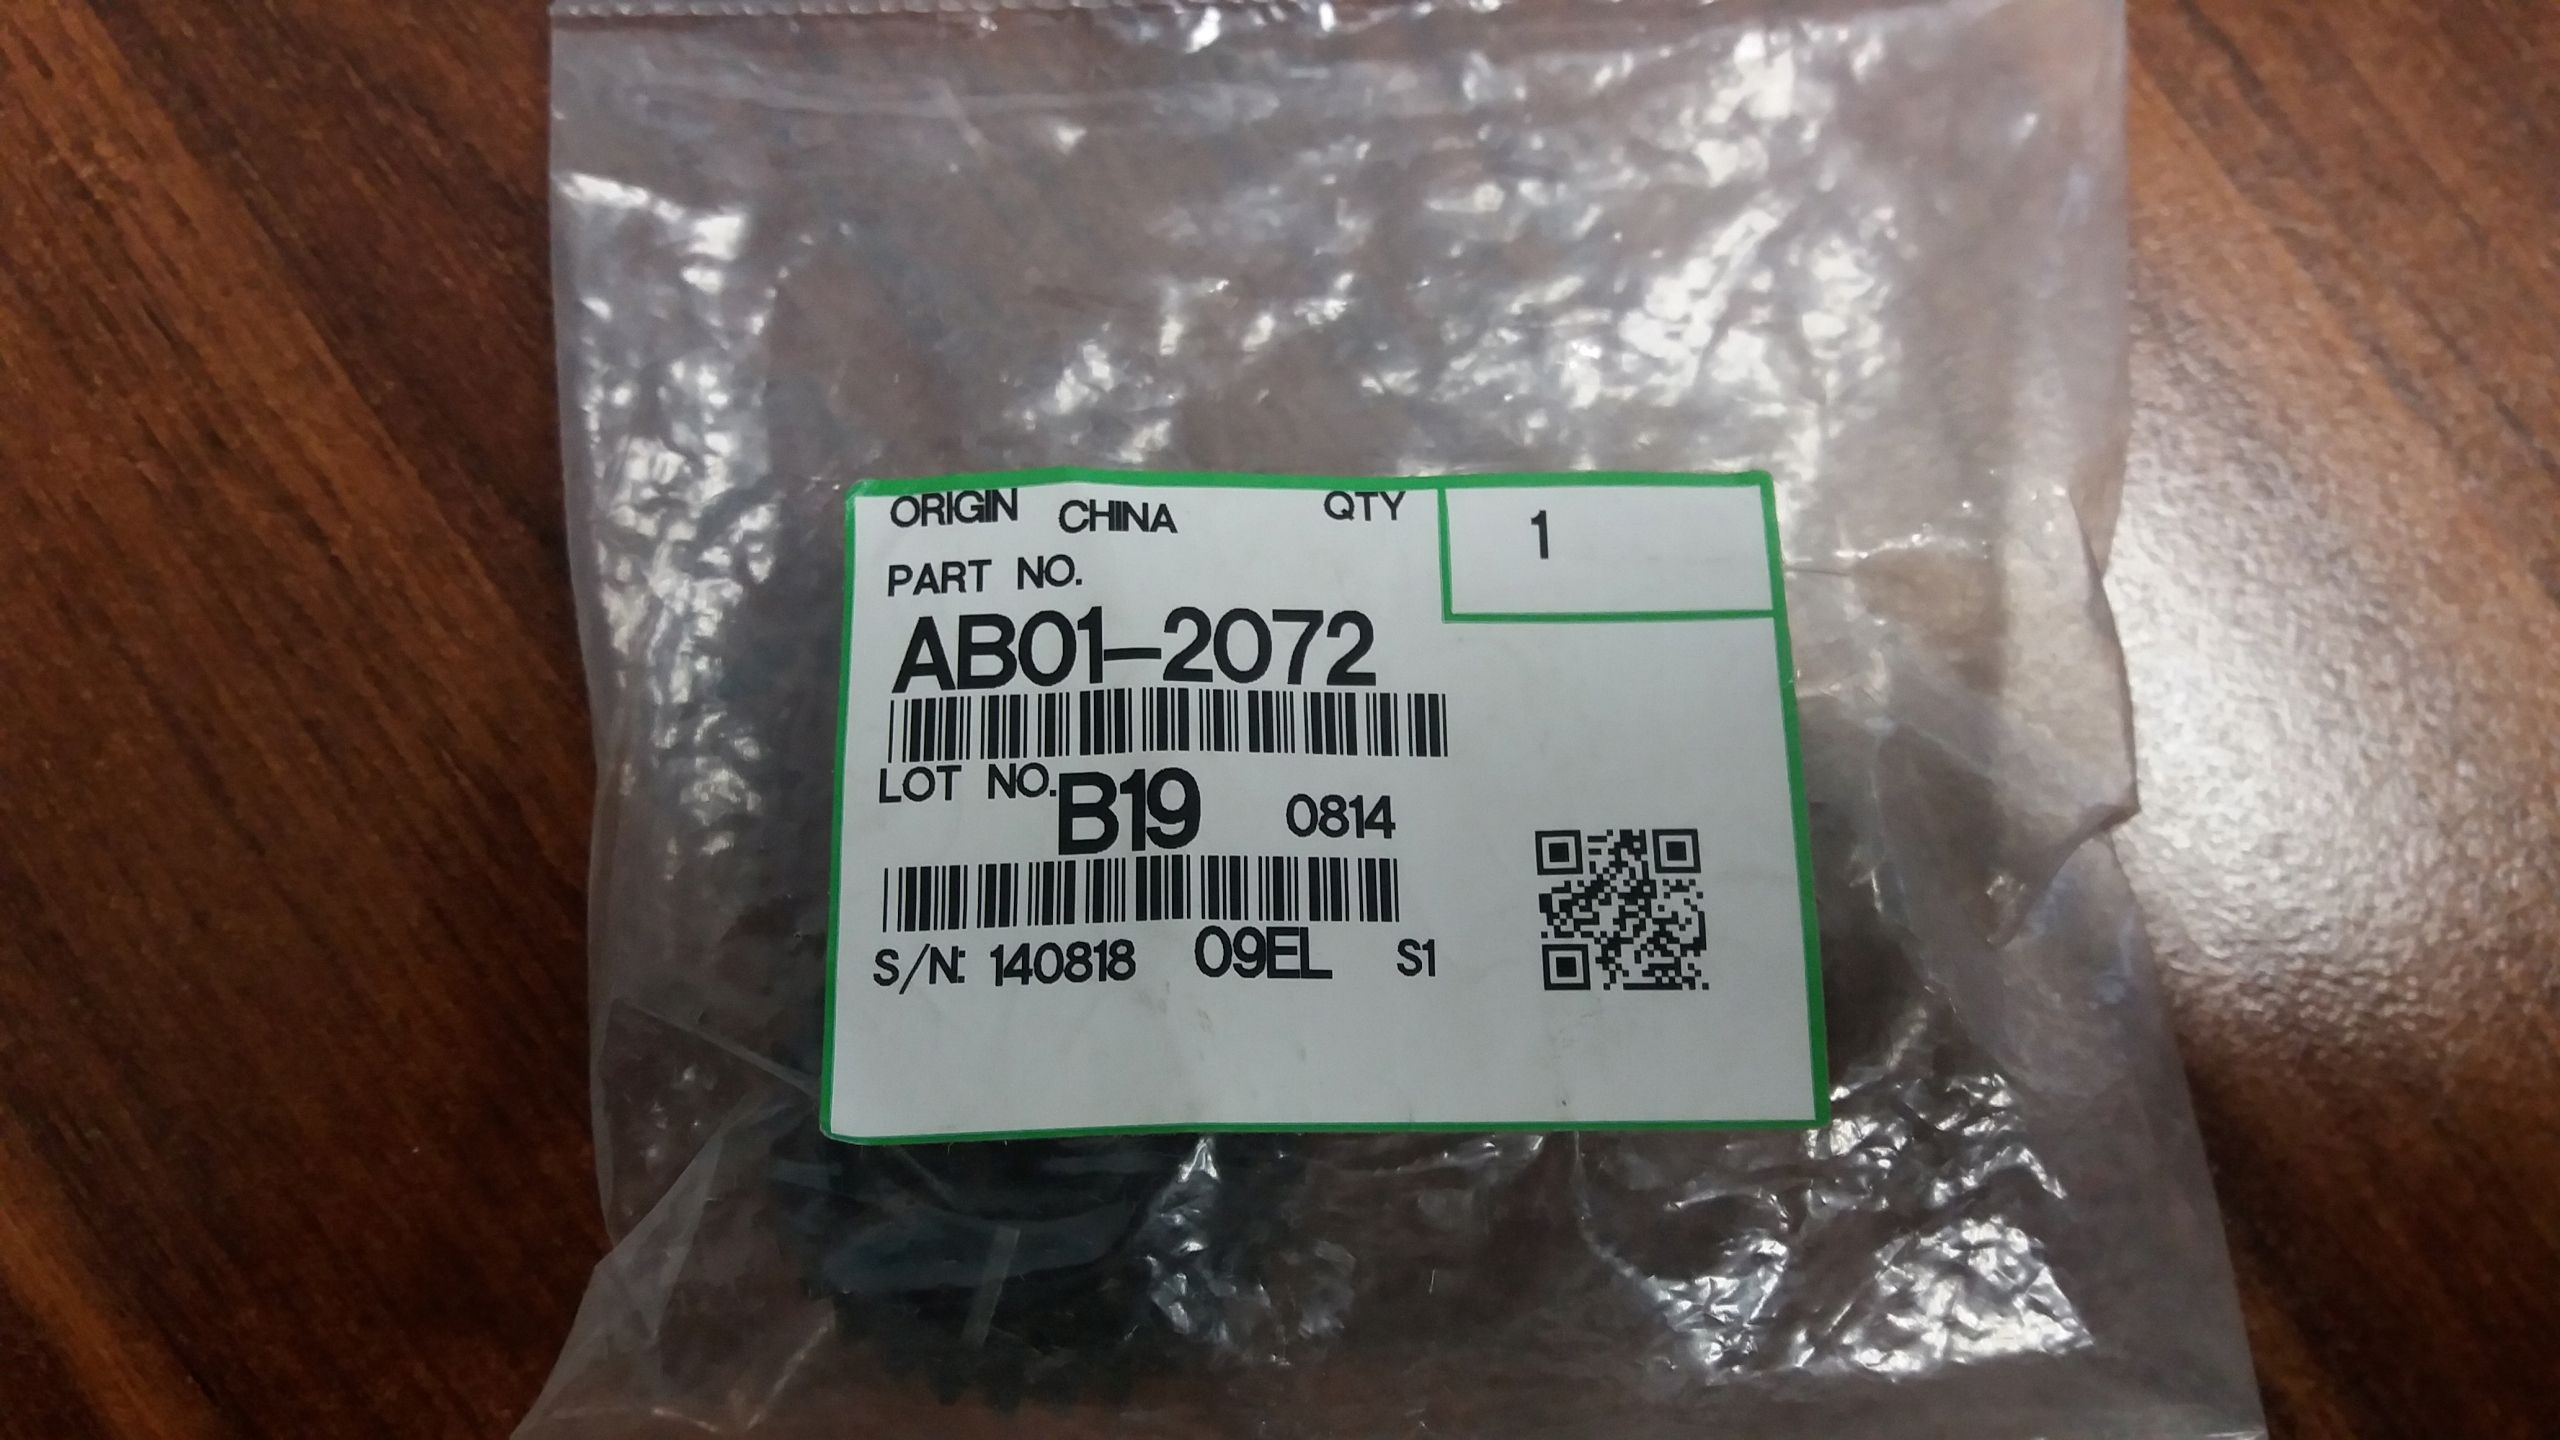 ORIGIN CHINA QTY 1
PART NO.
AB01-2072
LOT NO. B19 0814
S/N: 140818 09EL S1